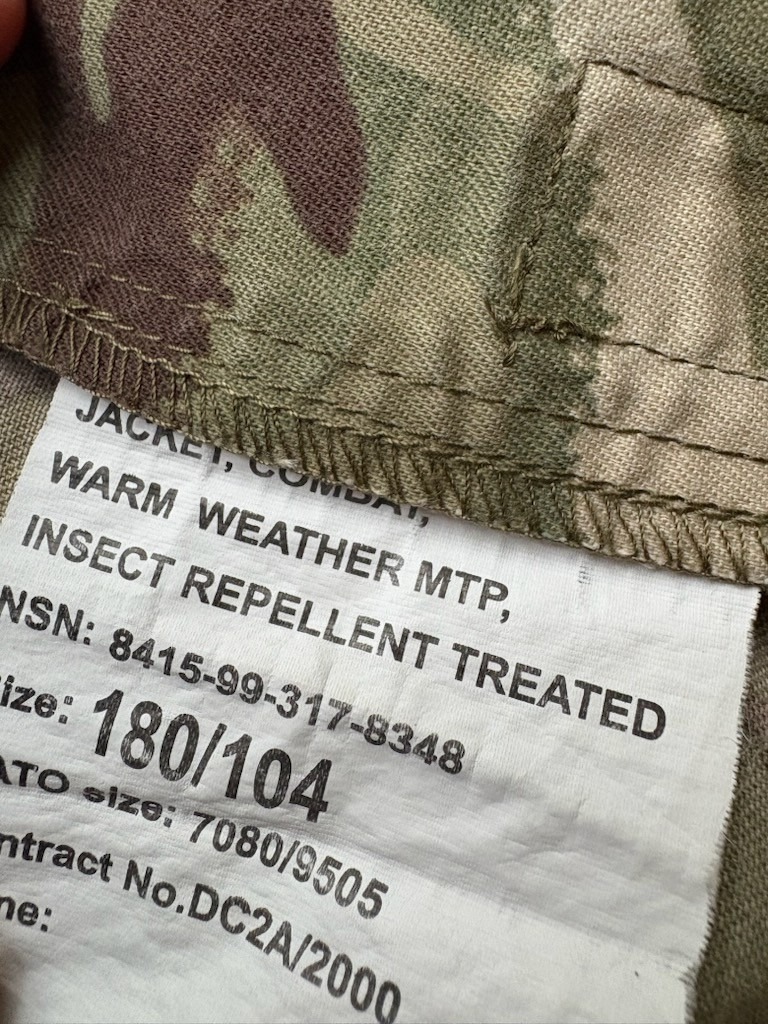 JACKET, COMBAT,
WARM WEATHER MTP,
INSECT REPELLENT TREATED
NSN: 8415-99-317-8348
ize: 180/104
ATO size: 7080/9505
ntract No.DC2A/2000
me: